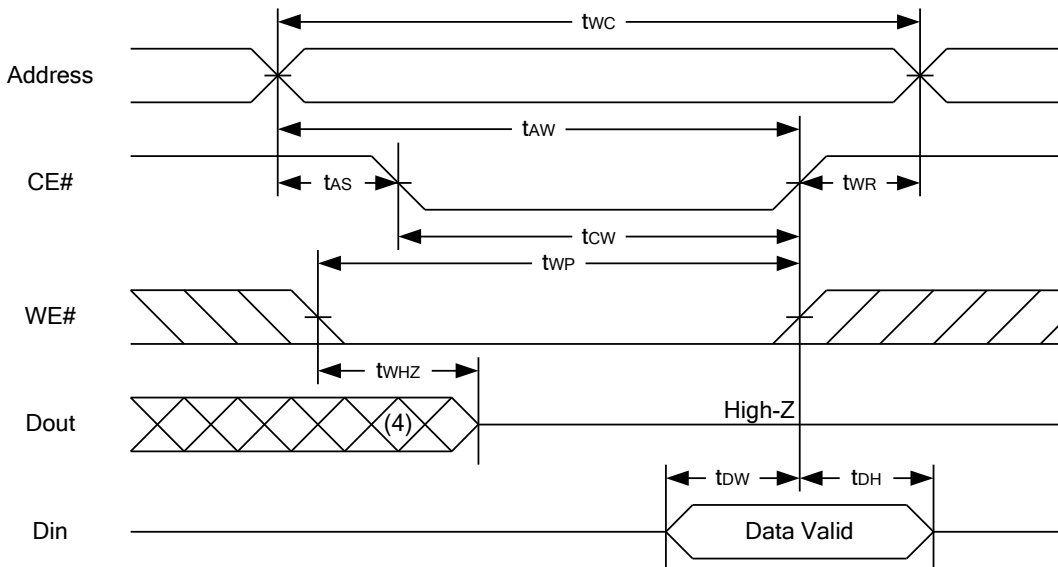 tWC
Address
tAW
CE#
tAS
tWR
tCW
tWP
WE#
tWHZ
Dout
(4)
High-Z
tDW
tDH
Din
Data Valid